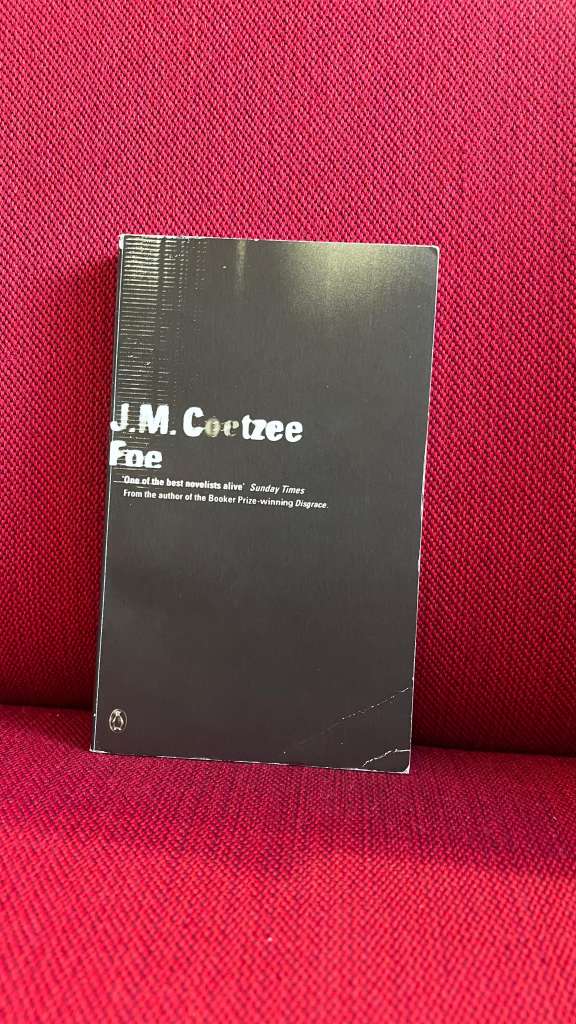 J.M. Coetzee
Foe
'One of the best novelists alive' Sunday Times
From the author of the Booker Prize-winning Disgrace.